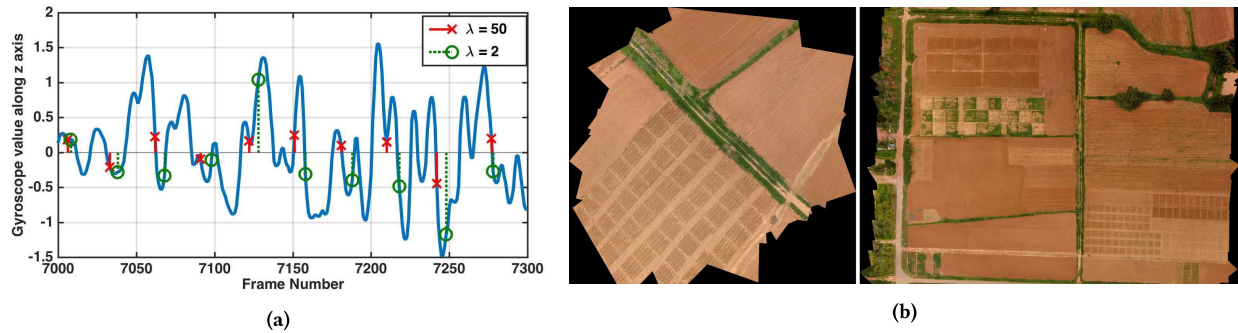 1.5
1
0.5
0
-0.5
-1
-1.5
Gyroscope value along z axis
7000 7050 7100 7150 7200 7250 7300
Frame Number
λ = 50
λ = 2
(a)
(b)